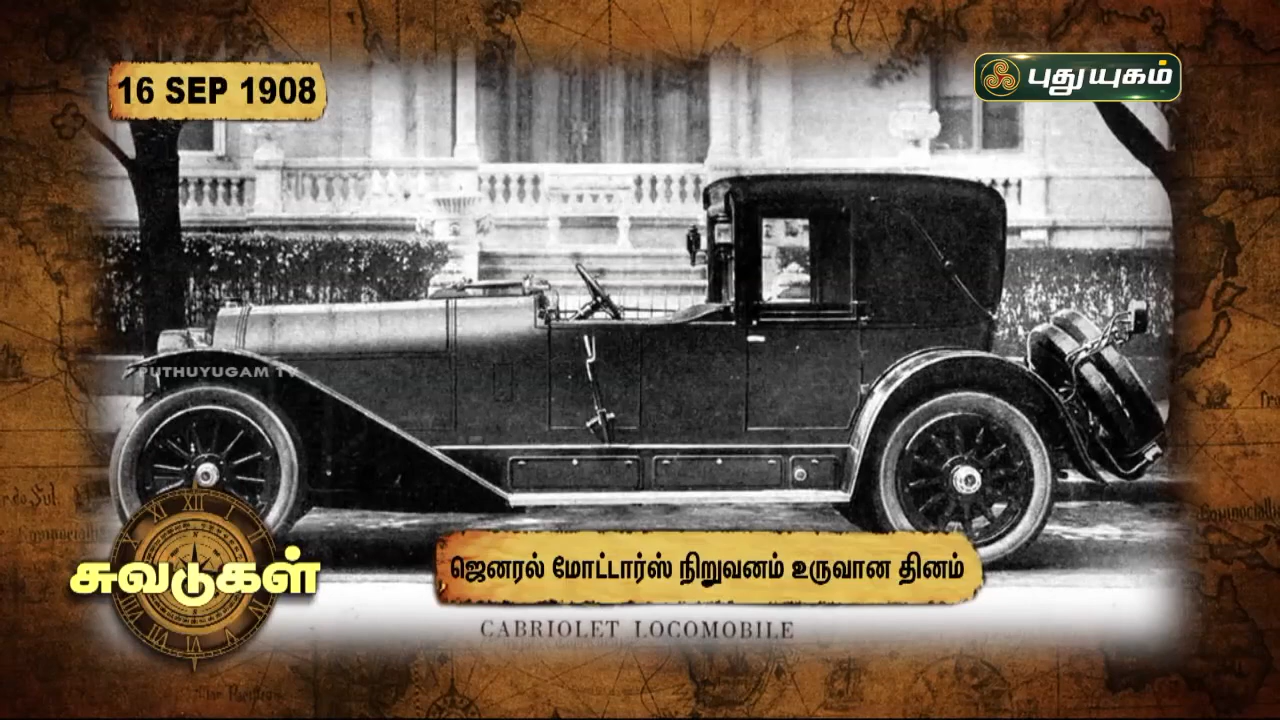 16 SEP 1908
புதுயுகம்
PUTHUYUGAM TV
சுவடுகள்
ஜெனரல் மோட்டார்ஸ் நிறுவனம் உருவான தினம்
CABRIOLET LOCOMOBILE